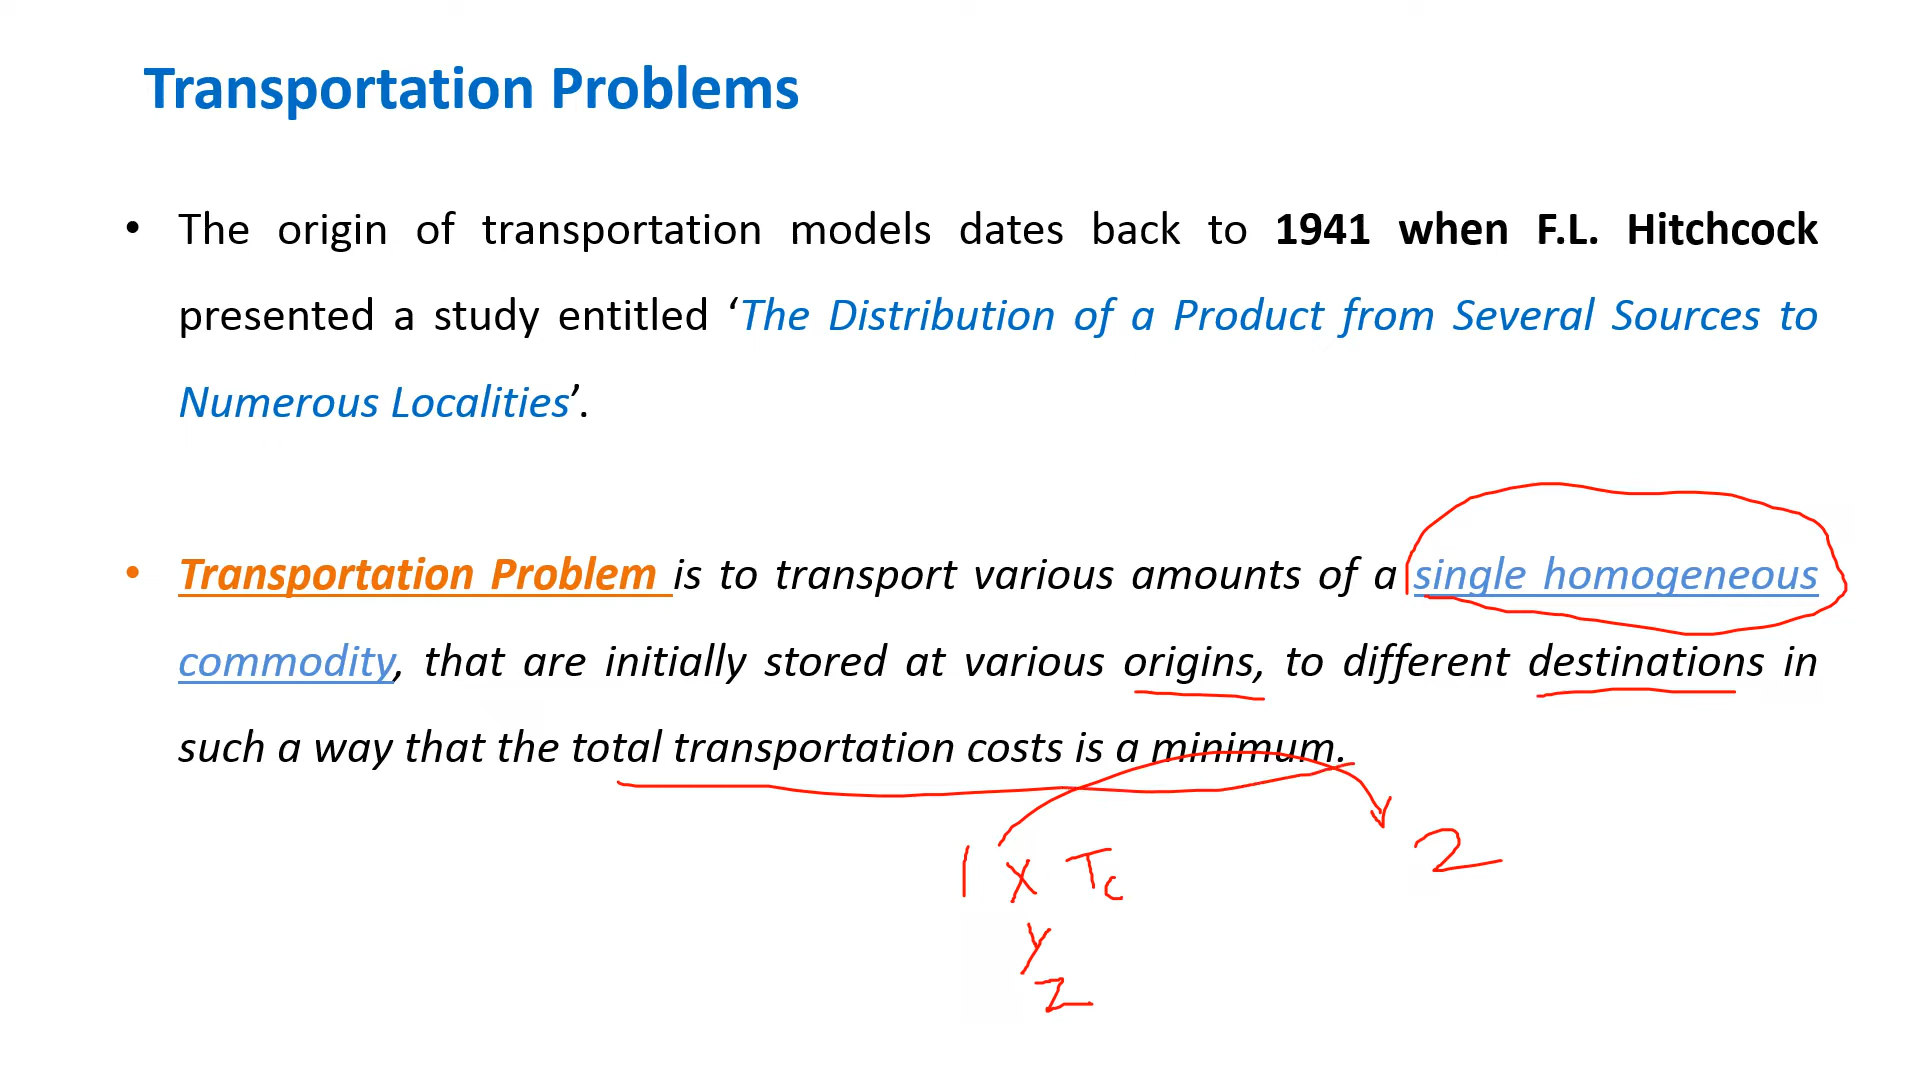 Transportation Problems
• The origin of transportation models dates back to 1941 when F.L. Hitchcock
presented a study entitled ‘The Distribution of a Product from Several Sources to
Numerous Localities’.
• Transportation Problem is to transport various amounts of a single homogeneous
commodity, that are initially stored at various origins, to different destinations in
such a way that the total transportation costs is a minimum.
1 X Tc 2
Y
Z